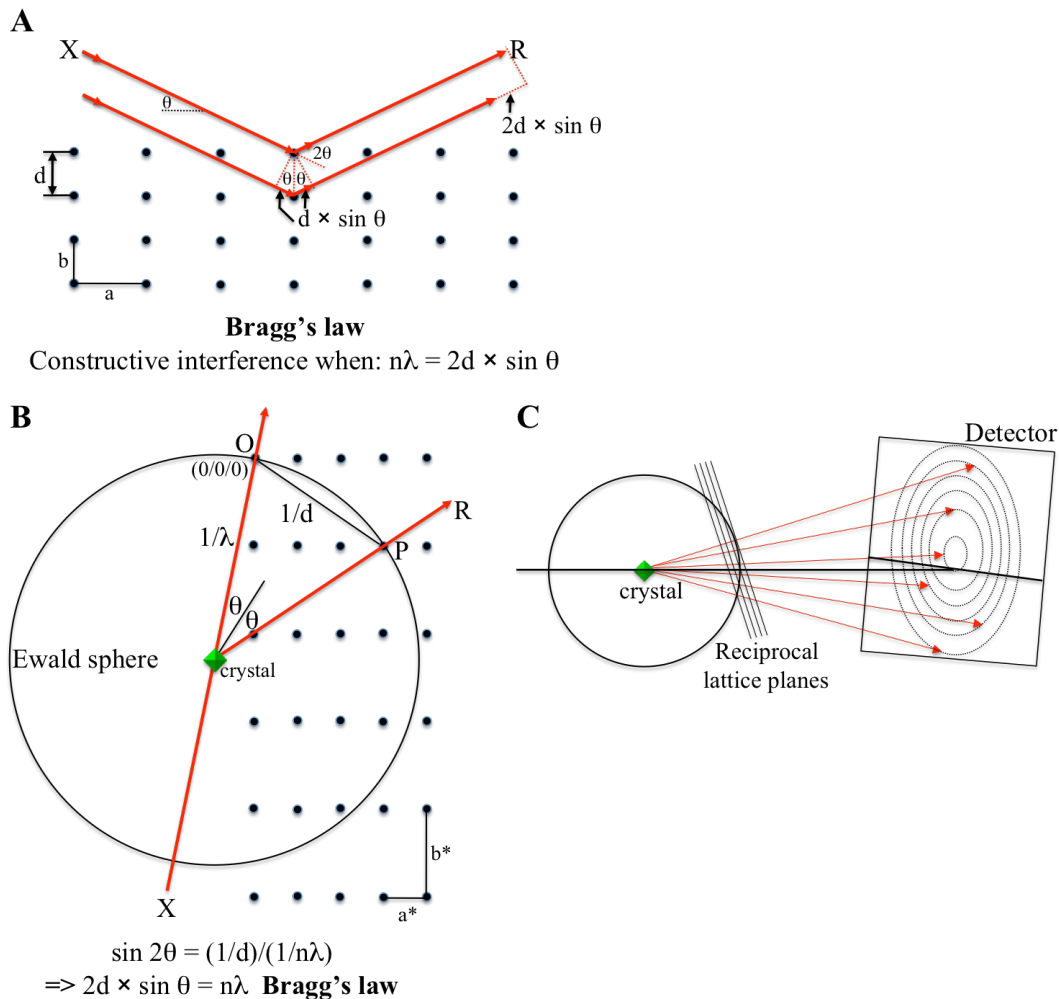 A
X
R
θ
2d × sin θ
2θ
d
θ θ
d × sin θ
b
a
Bragg’s law
Constructive interference when: nλ = 2d × sin θ
B
O
(0/0/0)
1/d
R
1/λ
P
θ
θ
Ewald sphere
crystal
b*
X
a*
sin 2θ = (1/d)/(1/nλ)
=> 2d × sin θ = nλ Bragg’s law
C
Detector
crystal
Reciprocal
lattice planes